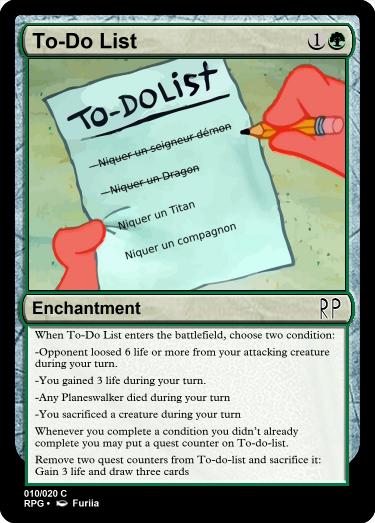 To-Do List 1
TO-DO LIST
Niquer un seigneur démon
Niquer un Dragon
Niquer un Titan
Niquer un compagnon
Enchantment RP
When To-Do List enters the battlefield, choose two condition:
-Opponent loosed 6 life or more from your attacking creature
during your turn.
-You gained 3 life during your turn.
-Any Planeswalker died during your turn
-You sacrificed a creature during your turn
Whenever you complete a condition you didn't already
complete you may put a quest counter on To-do-list.
Remove two quest counters from To-do-list and sacrifice it:
Gain 3 life and draw three cards
010/020 C
RPG • Furiia